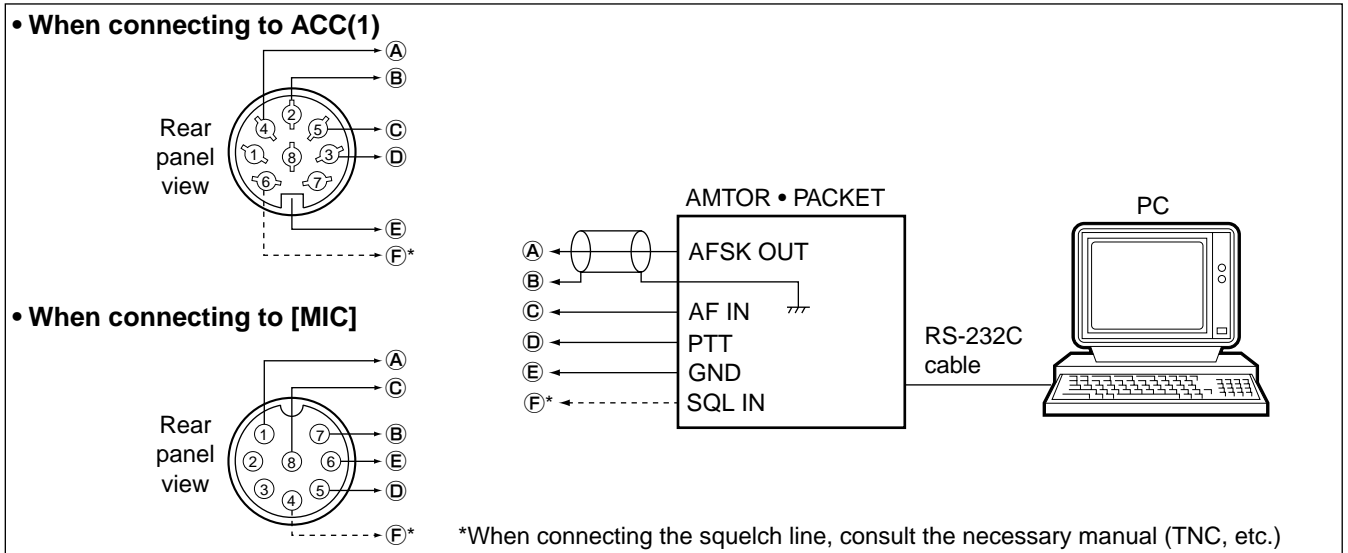 • When connecting to ACC(1)
Rear
panel
view
4
2
5
1
8
3
6
7
A
B
C
D
E
F*
• When connecting to [MIC]
Rear
panel
view
1
7
2
8
6
3
4
5
A
C
B
E
D
F*
AMTOR • PACKET
A
B
C
D
E
F*
AFSK OUT
AF IN
PTT
GND
SQL IN
RS-232C
cable
PC
*When connecting the squelch line, consult the necessary manual (TNC, etc.)